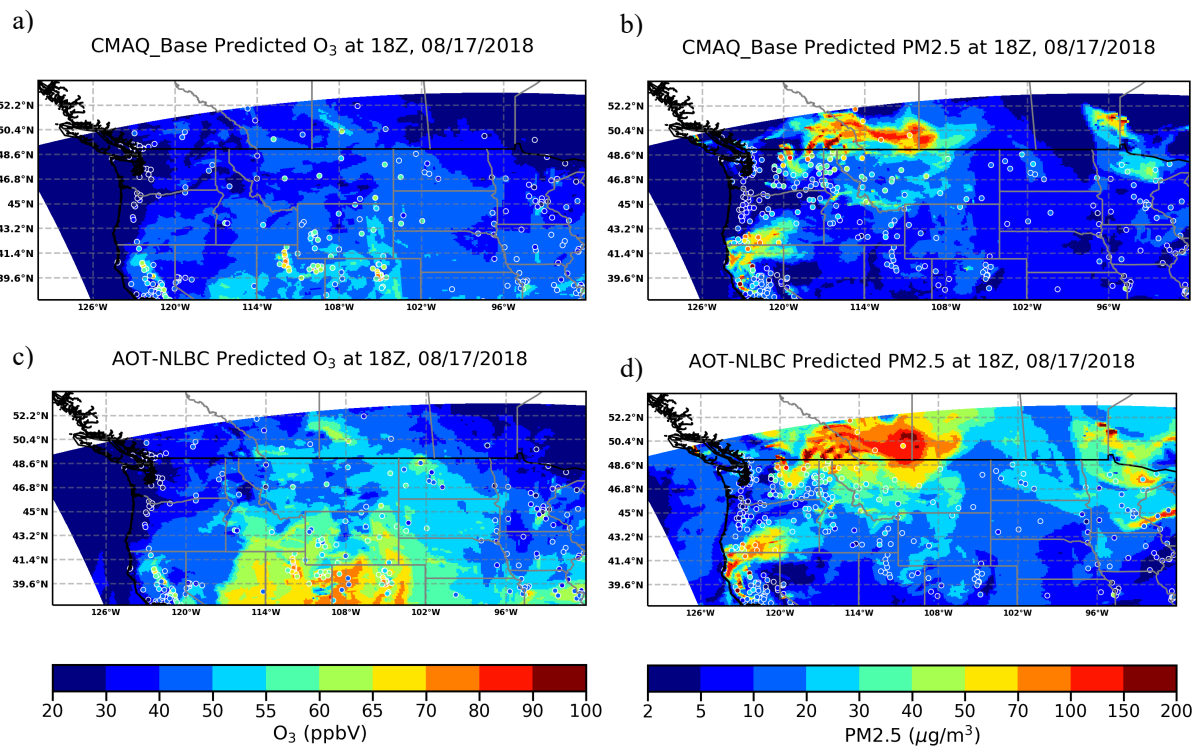 a)
CMAQ_Base Predicted O3 at 18Z, 08/17/2018
52.2°N
50.4°N
48.6°N
46.8°N
45°N
43.2°N
41.4°N
39.6°N
126°W 120°W 114°W 108°W 102°W 96°W
b)
CMAQ_Base Predicted PM2.5 at 18Z, 08/17/2018
52.2°N
50.4°N
48.6°N
46.8°N
45°N
43.2°N
41.4°N
39.6°N
126°W 120°W 114°W 108°W 102°W 96°W
c)
AOT-NLBC Predicted O3 at 18Z, 08/17/2018
52.2°N
50.4°N
48.6°N
46.8°N
45°N
43.2°N
41.4°N
39.6°N
126°W 120°W 114°W 108°W 102°W 96°W
20 30 40 50 55 60 65 70 80 90 100
O3 (ppbV)
d)
AOT-NLBC Predicted PM2.5 at 18Z, 08/17/2018
52.2°N
50.4°N
48.6°N
46.8°N
45°N
43.2°N
41.4°N
39.6°N
126°W 120°W 114°W 108°W 102°W 96°W
2 5 10 20 30 40 50 70 100 150 200
PM2.5 (μg/m³)